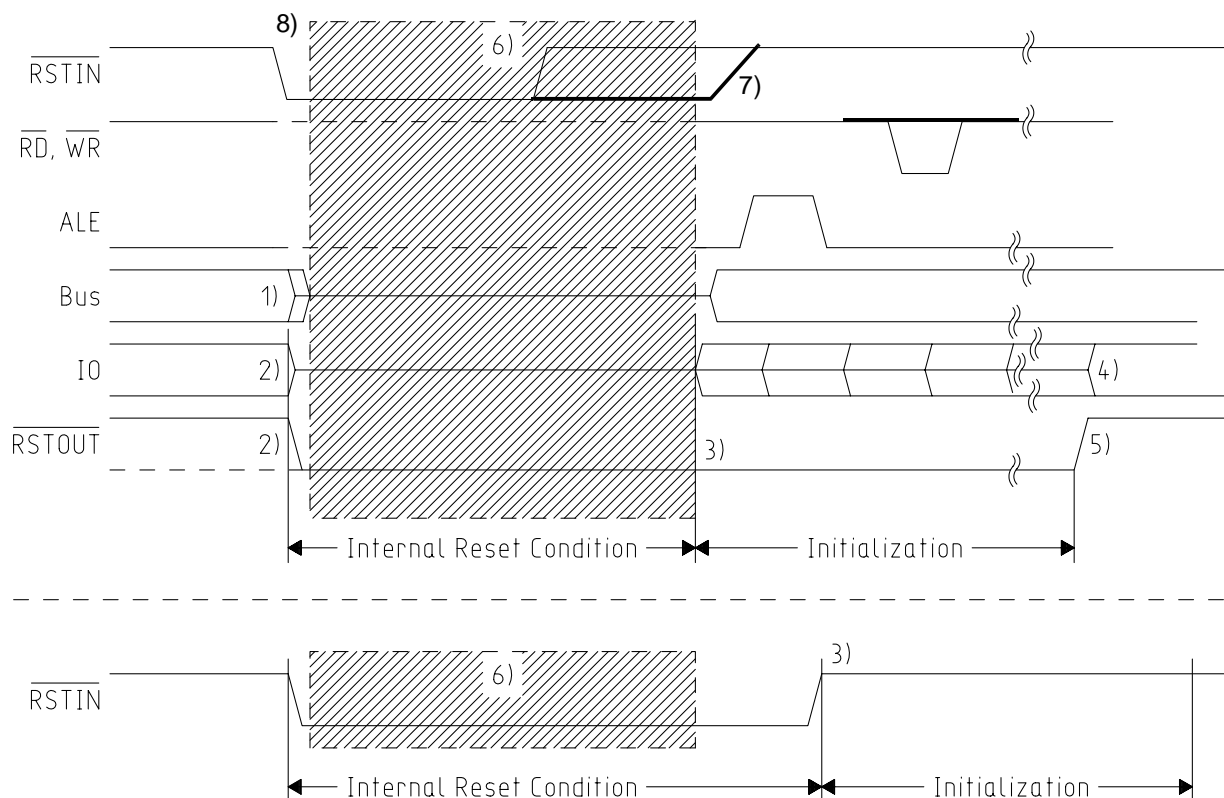 8)
6)
RSTIN
7)
RD, WR
ALE
Bus
1)
IO
2)
4)
RSTOUT
2)
3)
5)
Internal Reset Condition
Initialization
6)
3)
RSTIN
Internal Reset Condition
Initialization